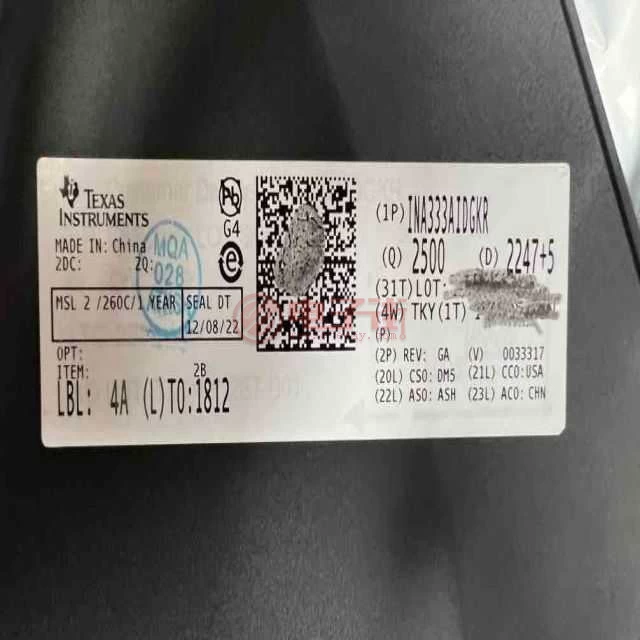 TEXAS
INSTRUMENTS
MADE IN: China
2DC: 2Q:
MQA
028
MSL 2 /260C/1 YEAR
SEAL DT
12/08/22
OPT:
ITEM: 2B
LBL: 4A (L)TO:1812
Pb
G4
e
(1P) INA333AIDGKR
(Q) 2500 (D) 2247+5
(31T)LOT:
(4W) TKY(1T)
(P)
(2P) REV: GA (V) 0033317
(20L) CSO: DM5 (21L) CCO:USA
(22L) ASO: ASH (23L) ACO: CHN